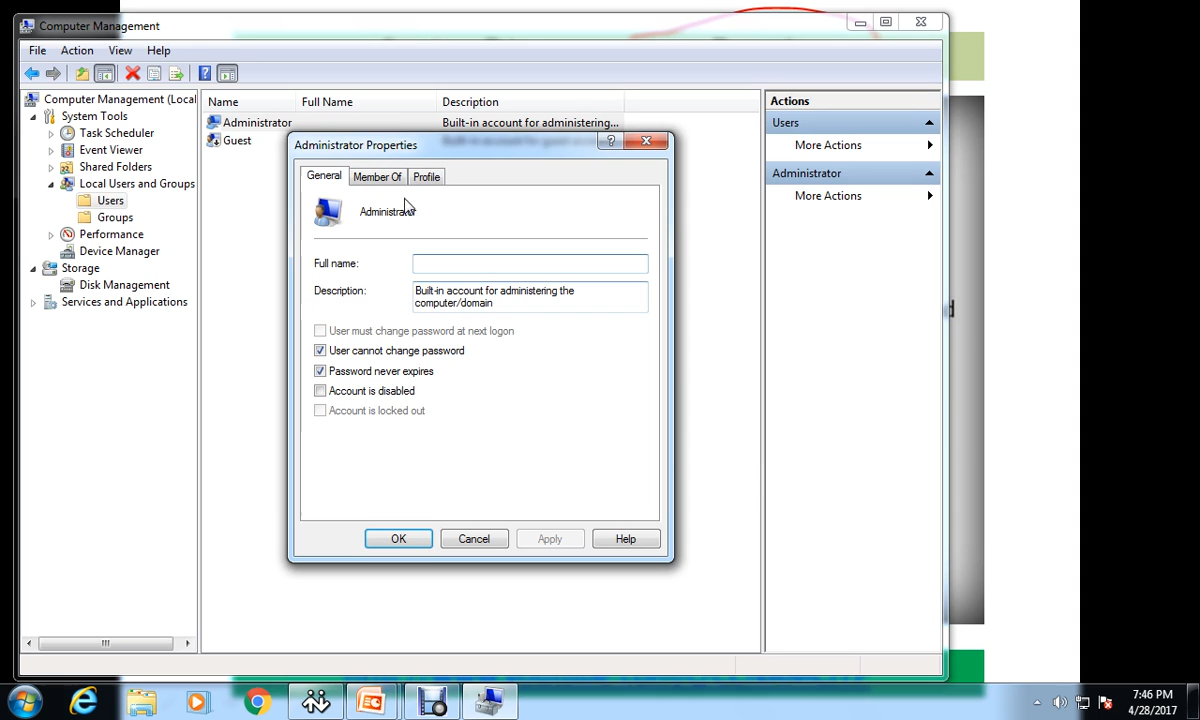 Computer Management
File Action View Help
Computer Management (Local
System Tools
Task Scheduler
Event Viewer
Shared Folders
Local Users and Groups
Users
Groups
Performance
Device Manager
Storage
Disk Management
Services and Applications
Name Full Name Description
Administrator Built-in account for administering...
Guest
Actions
Users
More Actions
Administrator
More Actions
Administrator Properties
General Member Of Profile
Administrator
Full name:
Description: Built-in account for administering the
computer/domain
User must change password at next logon
User cannot change password
Password never expires
Account is disabled
Account is locked out
OK Cancel Apply Help
7:46 PM
4/28/2017